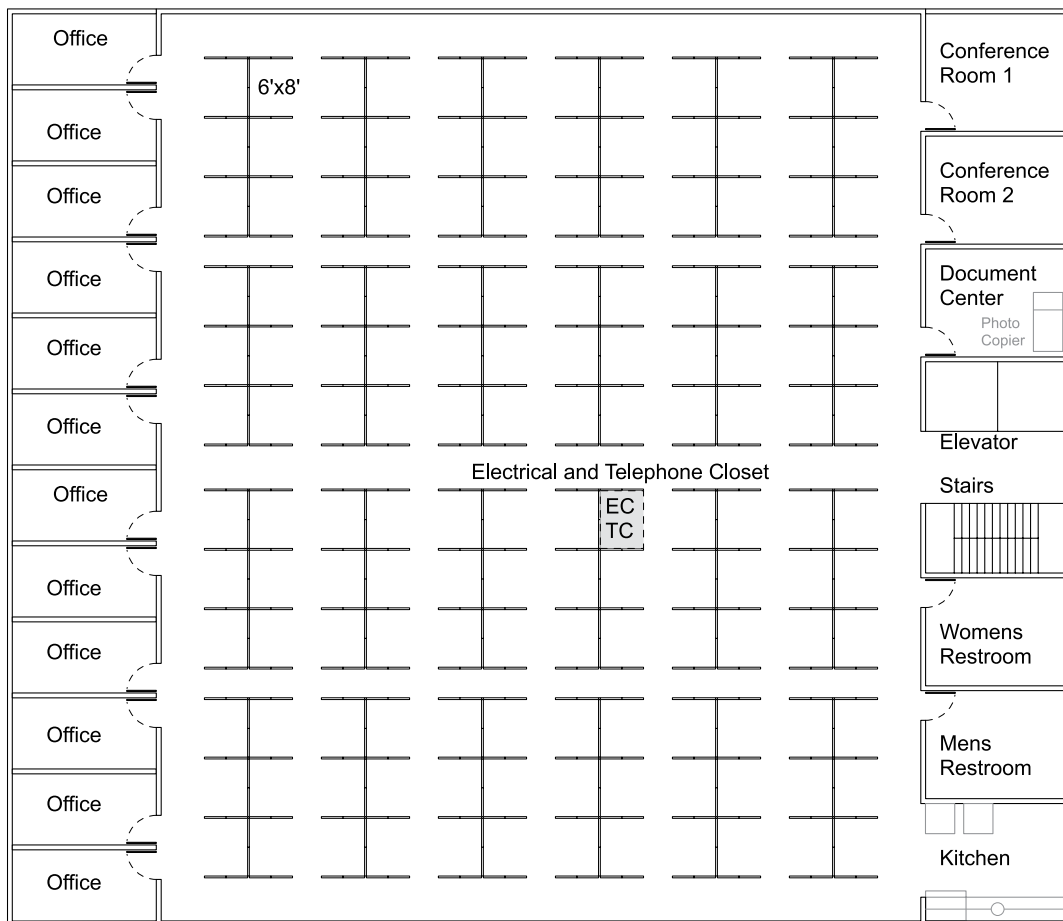 Office
6'x8'
Office
Office
Office
Office
Office
Office
Office
Office
Office
Office
Office
Electrical and Telephone Closet
EC
TC
Conference
Room 1
Conference
Room 2
Document
Center
Photo
Copier
Elevator
Stairs
Womens
Restroom
Mens
Restroom
Kitchen